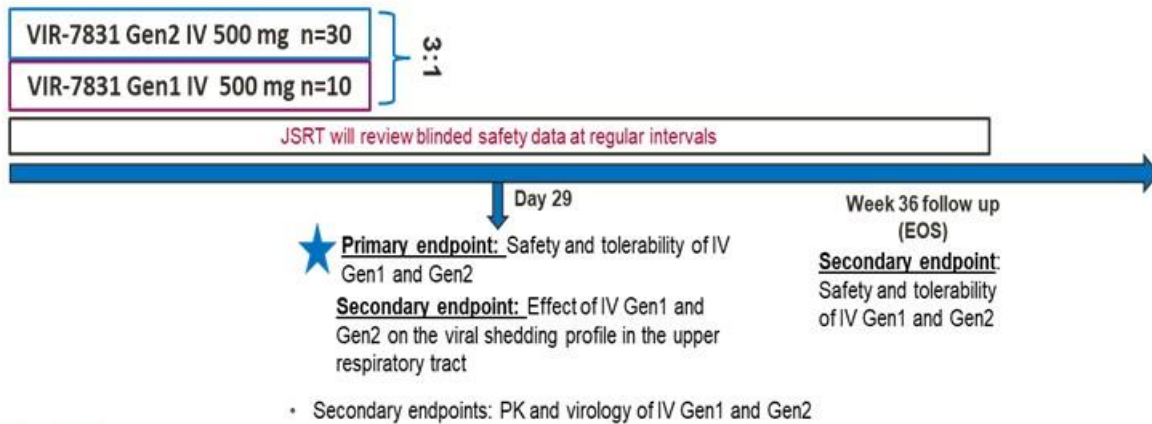 VIR-7831 Gen2 IV 500 mg n=30
VIR-7831 Gen1 IV 500 mg n=10
3:1
JSRT will review blinded safety data at regular intervals
Day 29
Primary endpoint: Safety and tolerability of IV
Gen1 and Gen2
Secondary endpoint: Effect of IV Gen1 and
Gen2 on the viral shedding profile in the upper
respiratory tract
Week 36 follow up
(EOS)
Secondary endpoint:
Safety and tolerability
of IV Gen1 and Gen2
• Secondary endpoints: PK and virology of IV Gen1 and Gen2